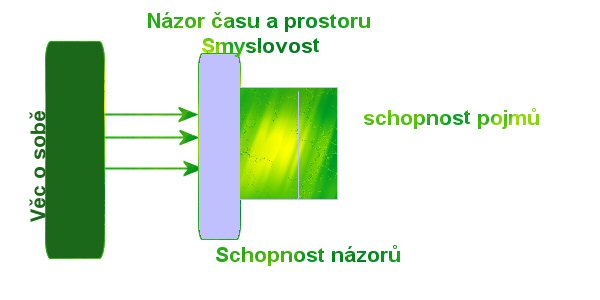 Názor času a prostoru
Smyslovost
Věc o sobě
schopnost pojmů
Schopnost názorů